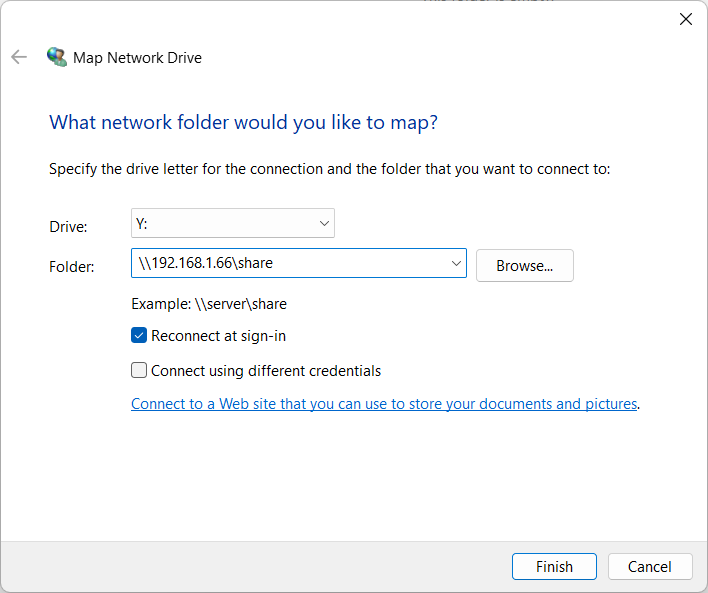 Map Network Drive
What network folder would you like to map?
Specify the drive letter for the connection and the folder that you want to connect to:
Drive: Y:
Folder: \\192.168.1.66\share Browse...
Example: \\server\share
Reconnect at sign-in
Connect using different credentials
Connect to a Web site that you can use to store your documents and pictures.
Finish Cancel